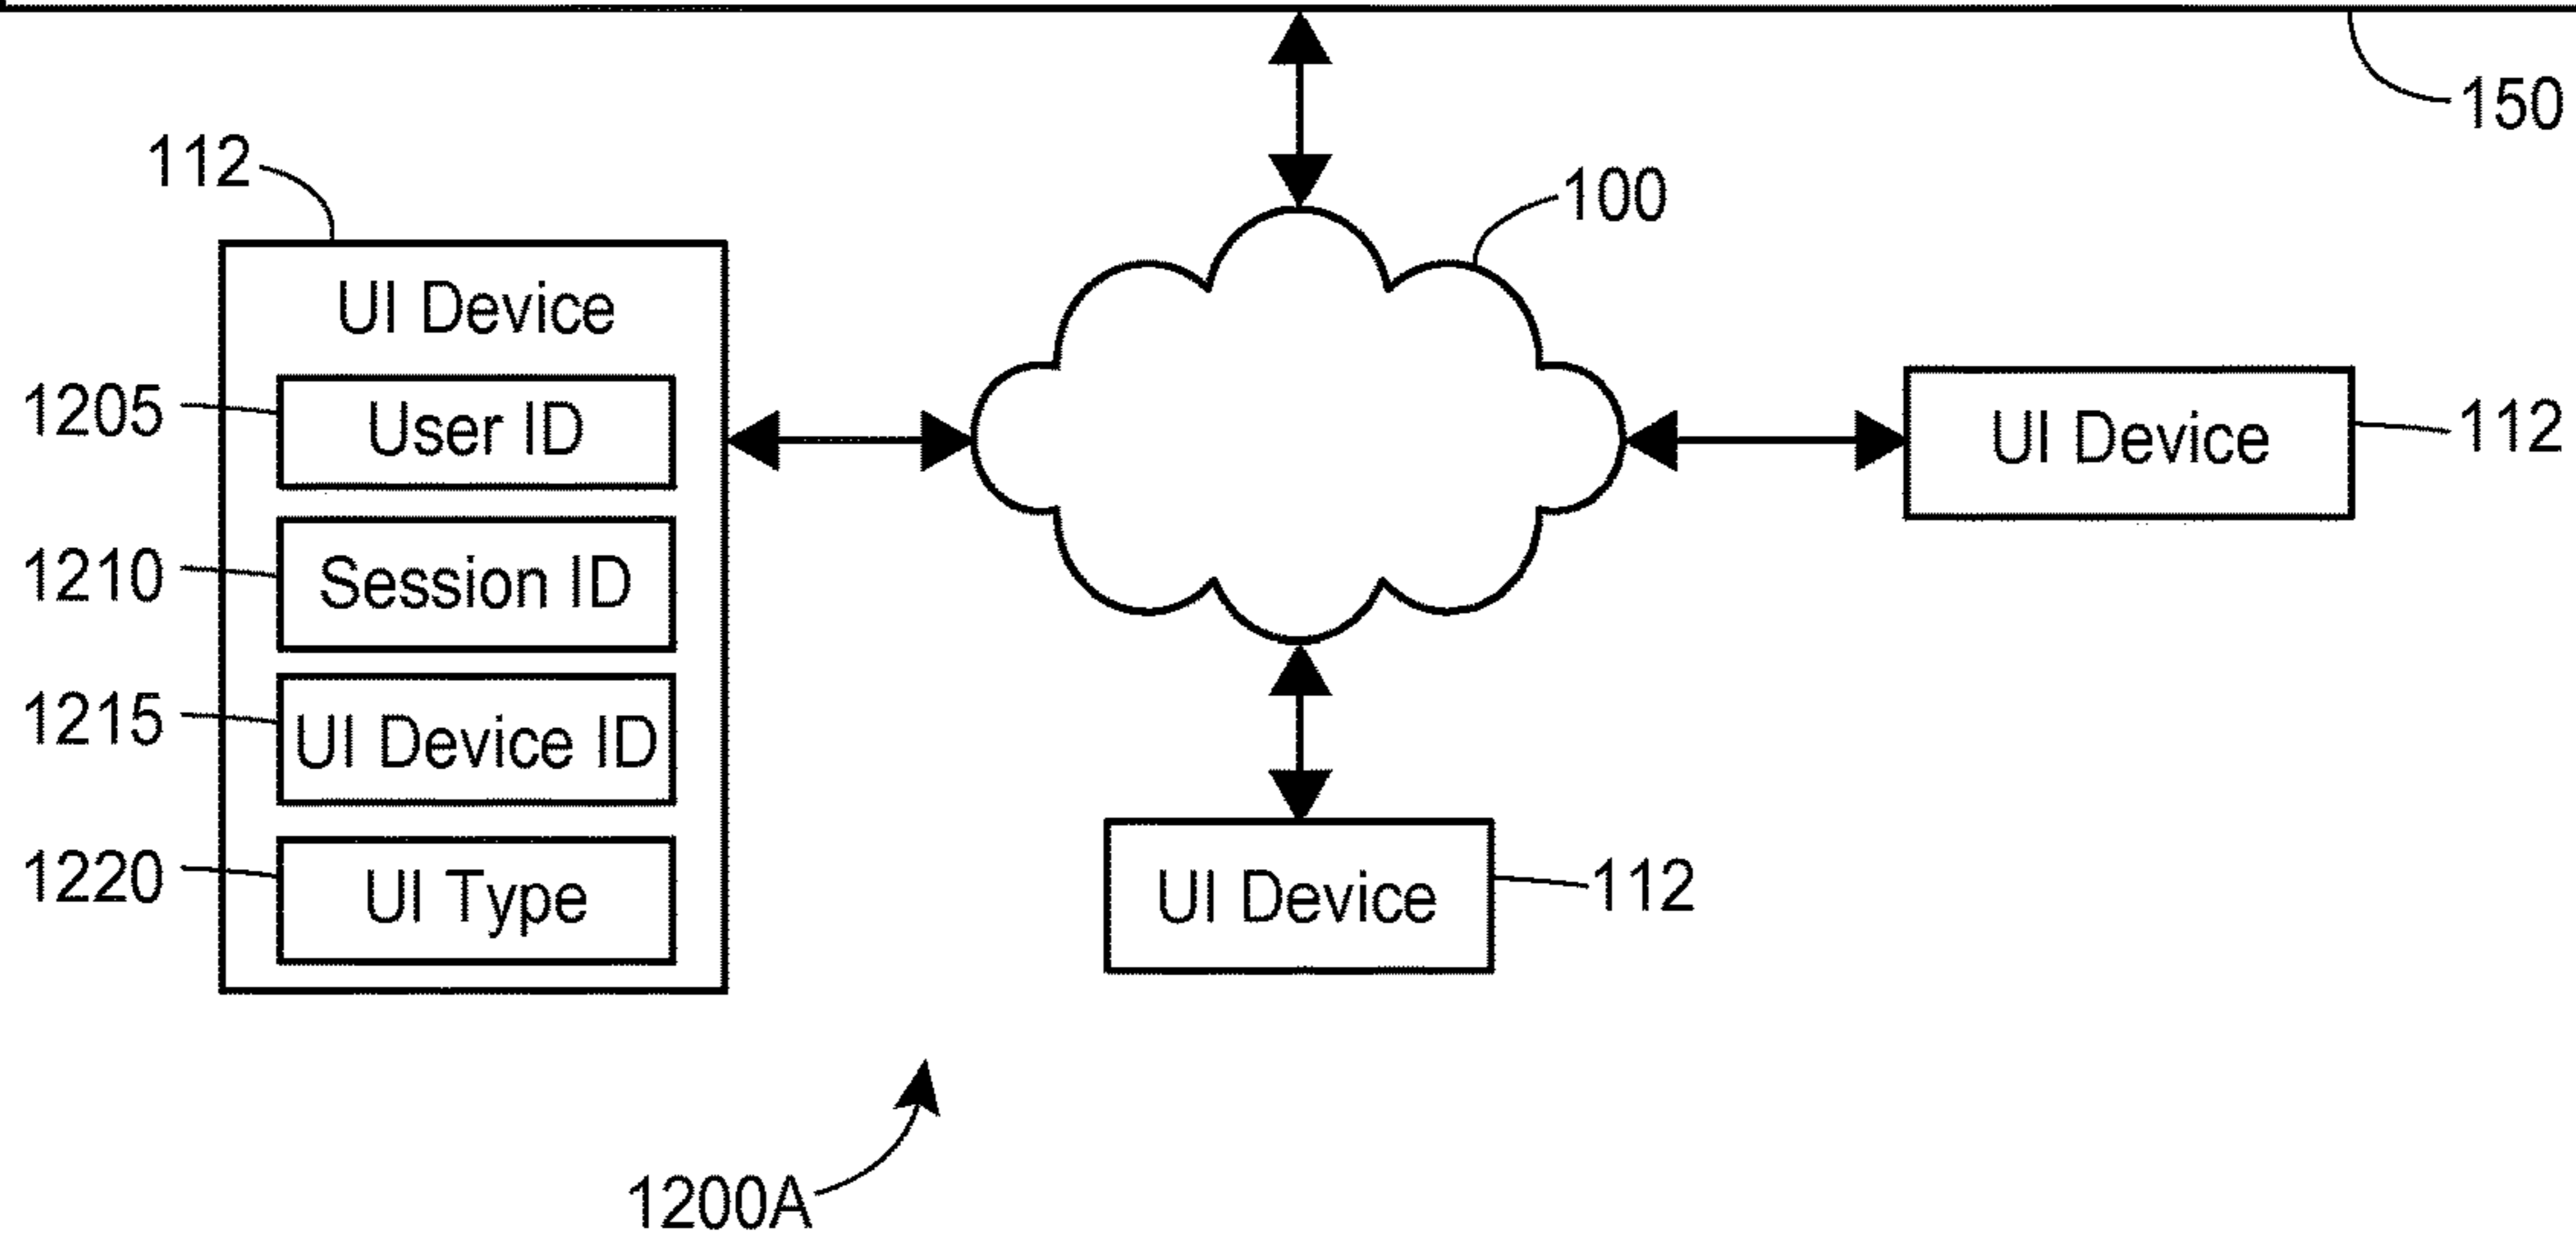 150
112
100
UI Device
1205
User ID
UI Device
112
1210
Session ID
1215
UI Device ID
1220
UI Type
UI Device
112
1200A